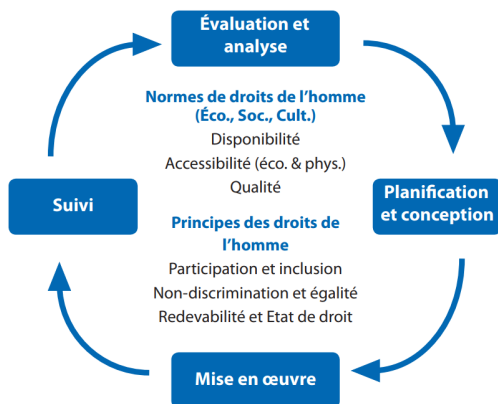 Évaluation et
analyse
Normes de droits de l’homme
(Éco., Soc., Cult.)
Disponibilité
Accessibilité (éco. & phys.)
Qualité
Suivi
Planification
et conception
Principes des droits de
l’homme
Participation et inclusion
Non-discrimination et égalité
Redevabilité et Etat de droit
Mise en œuvre